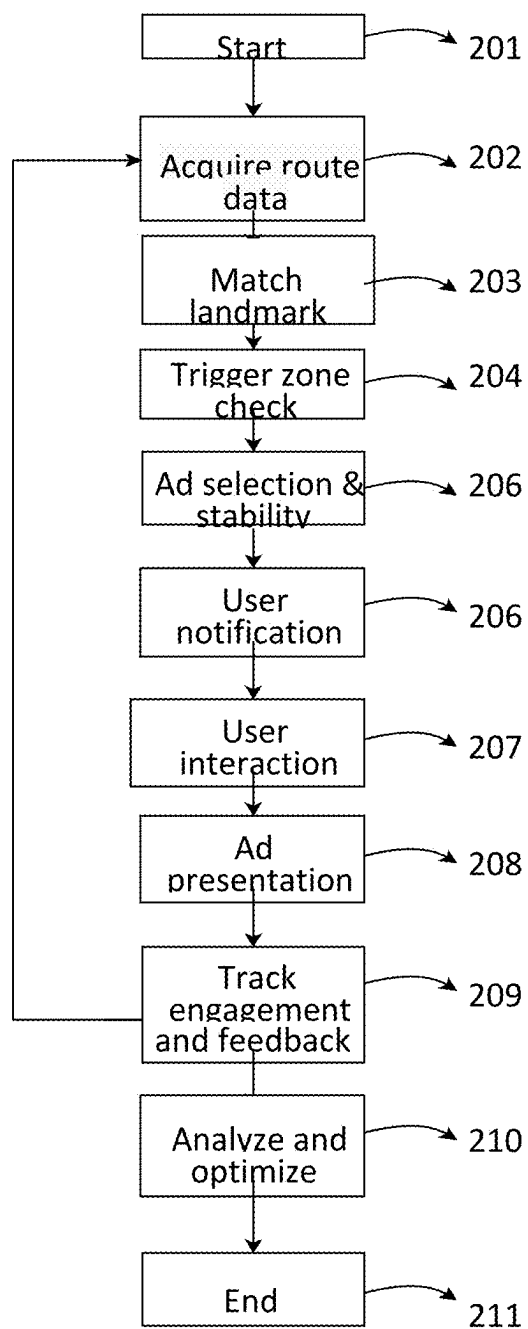 Start
201
Acquire route
data
202
Match
landmark
203
Trigger zone
check
204
Ad selection &
stability
206
User
notification
206
User
interaction
207
Ad
presentation
208
Track
engagement
and feedback
209
Analyze and
optimize
210
End
211